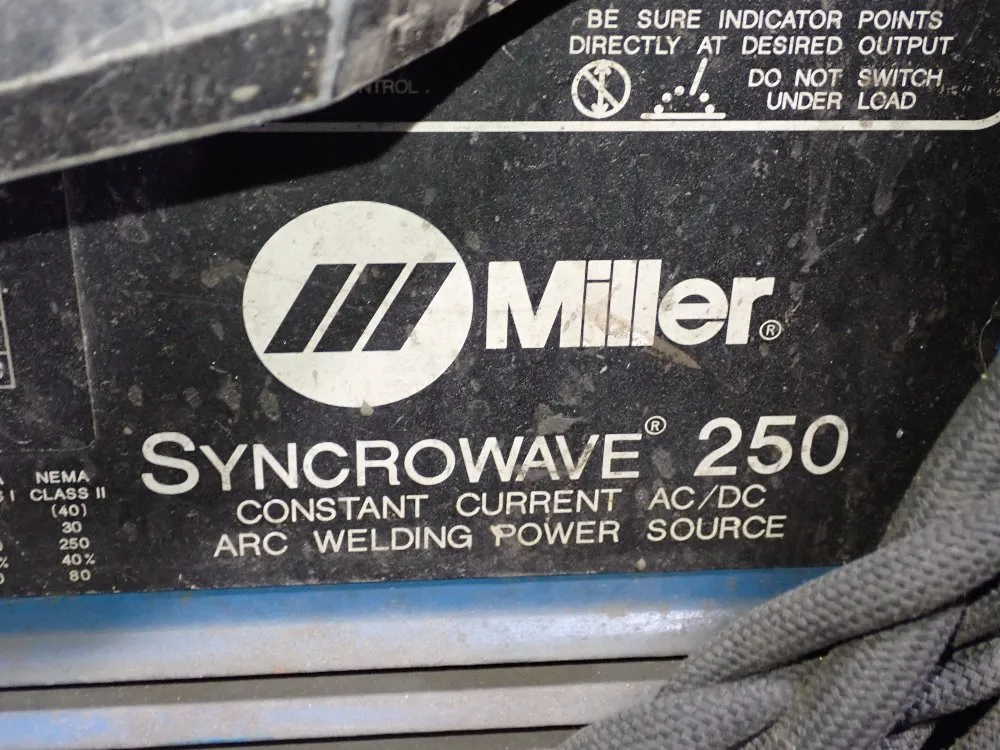 BE SURE INDICATOR POINTS
DIRECTLY AT DESIRED OUTPUT
DO NOT SWITCH
UNDER LOAD
NTROL.
Miller®
SYNCROWAVE® 250
CONSTANT CURRENT AC/DC
ARC WELDING POWER SOURCE
NEMA
I CLASS II
(40)
30
250
% 40%
80